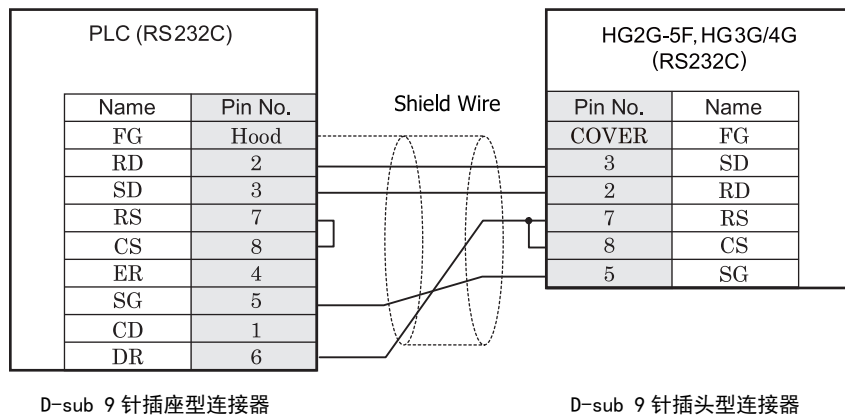 PLC (RS232C)
HG2G-5F, HG3G/4G
(RS232C)
Shield Wire
Name Pin No.
FG Hood
RD 2
SD 3
RS 7
CS 8
ER 4
SG 5
CD 1
DR 6
Pin No. Name
COVER FG
3 SD
2 RD
7 RS
8 CS
5 SG
D-sub 9 针插座型连接器
D-sub 9 针插头型连接器